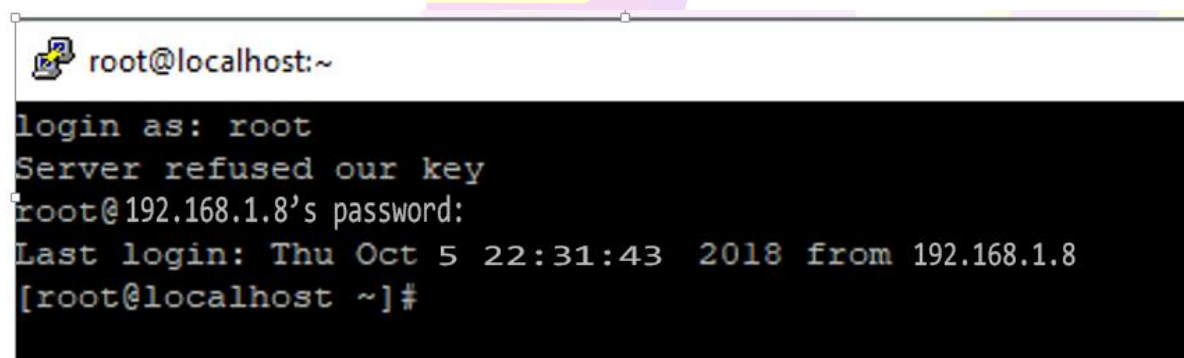 root@localhost:~
login as: root
Server refused our key
root@192.168.1.8’s password:
Last login: Thu Oct 5 22:31:43 2018 from 192.168.1.8
[root@localhost ~]#